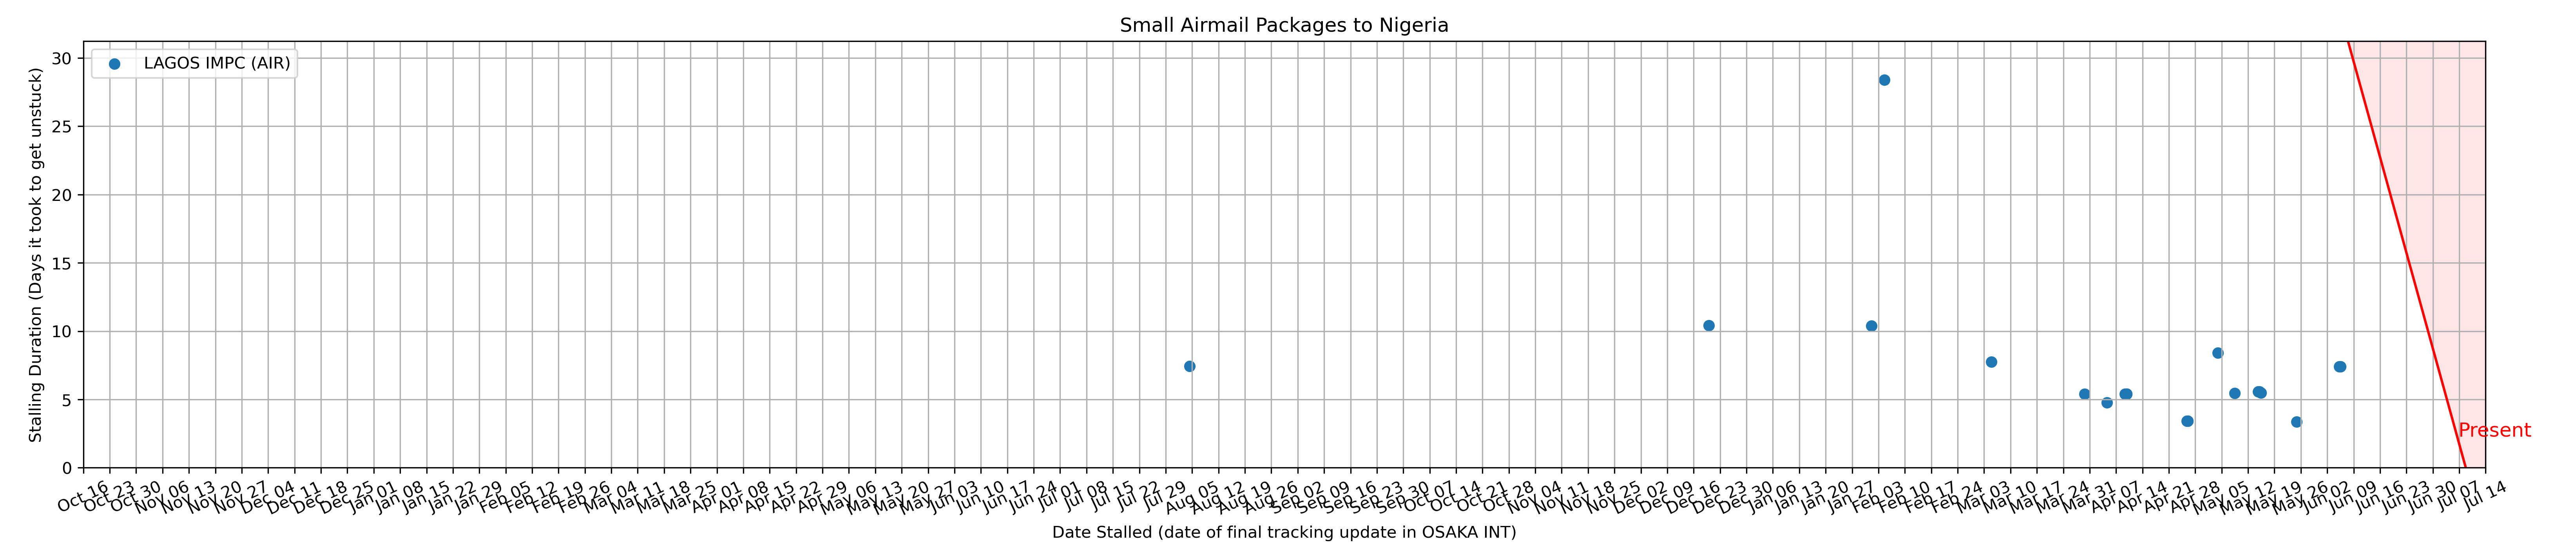 Small Airmail Packages to Nigeria
LAGOS IMPC (AIR)
Stalling Duration (Days it took to get unstuck)
30
25
20
15
10
5
0
Present
Oct 16 Oct 23 Oct 30 Nov 06 Nov 13 Nov 20 Nov 27 Dec 04 Dec 11 Dec 18 Dec 25 Jan 01 Jan 08 Jan 15 Jan 22 Jan 29 Feb 05 Feb 12 Feb 19 Feb 26 Mar 04 Mar 11 Mar 18 Mar 25 Apr 01 Apr 08 Apr 15 Apr 22 Apr 29 May 06 May 13 May 20 May 27 Jun 03 Jun 10 Jun 17 Jun 24 Jul 01 Jul 08 Jul 15 Jul 22 Jul 29 Aug 05 Aug 12 Aug 19 Aug 26 Sep 02 Sep 09 Sep 16 Sep 23 Sep 30 Oct 07 Oct 14 Oct 21 Oct 28 Nov 04 Nov 11 Nov 18 Nov 25 Dec 02 Dec 09 Dec 16 Dec 23 Dec 30 Jan 06 Jan 13 Jan 20 Jan 27 Feb 03 Feb 10 Feb 17 Feb 24 Mar 03 Mar 10 Mar 17 Mar 24 Mar 31 Apr 07 Apr 14 Apr 21 Apr 28 May 05 May 12 May 19 May 26 Jun 02 Jun 09 Jun 16 Jun 23 Jun 30 Jul 07 Jul 14
Date Stalled (date of final tracking update in OSAKA INT)